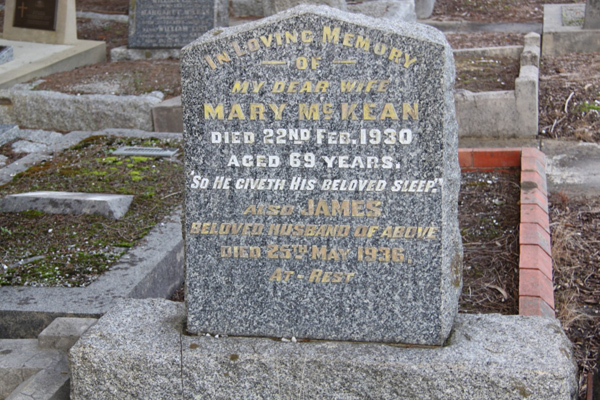 In Loving Memory
— OF —
MY DEAR WIFE
MARY McKEAN
DIED 22ND FEB. 1930
AGED 69 YEARS.
"SO HE GIVETH HIS BELOVED SLEEP."
ALSO JAMES
BELOVED HUSBAND OF ABOVE
DIED 25TH MAY 1936.
AT - REST